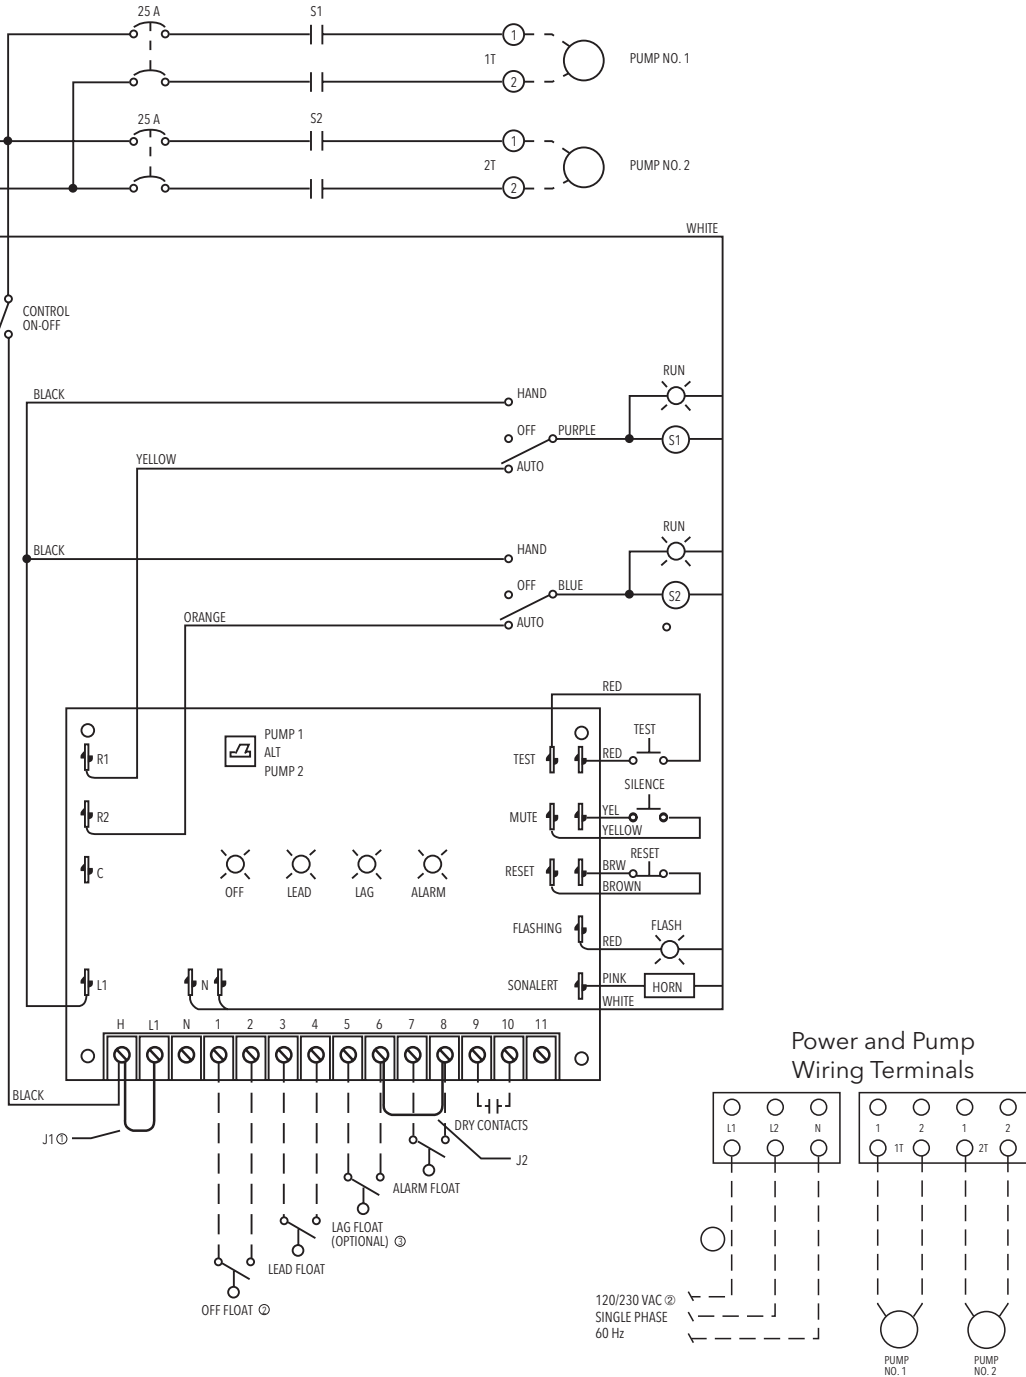 25 A
S1
1
1T
2
PUMP NO. 1
25 A
S2
1
2T
2
PUMP NO. 2
WHITE
CONTROL
ON-OFF
RUN
BLACK
HAND
OFF
PURPLE
S1
YELLOW
AUTO
RUN
BLACK
HAND
OFF
BLUE
S2
ORANGE
AUTO
RED
PUMP 1
ALT
PUMP 2
R1
TEST
RED
TEST
SILENCE
R2
MUTE
YEL
YELLOW
RESET
C
RESET
BRW
BROWN
OFF
LEAD
LAG
ALARM
FLASHING
RED
FLASH
L1
N
SONALERT
PINK
HORN
WHITE
H
L1
N
1
2
3
4
5
6
7
8
9
10
11
BLACK
J1 ①
DRY CONTACTS
J2
ALARM FLOAT
LAG FLOAT
(OPTIONAL) ③
LEAD FLOAT
OFF FLOAT ②
Power and Pump
Wiring Terminals
L1
L2
N
1
2
1
2
1T
2T
120/230 VAC ②
SINGLE PHASE
60 Hz
PUMP
NO. 1
PUMP
NO. 2